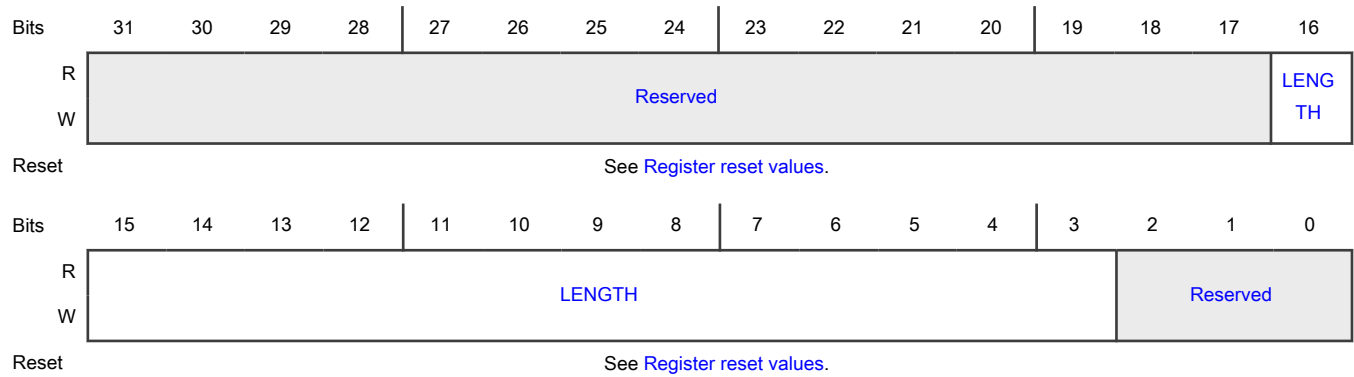 Bits 31 30 29 28 27 26 25 24 23 22 21 20 19 18 17 16
R
Reserved
LENG
TH
W
Reset See Register reset values.
Bits 15 14 13 12 11 10 9 8 7 6 5 4 3 2 1 0
R
LENGTH Reserved
W
Reset See Register reset values.